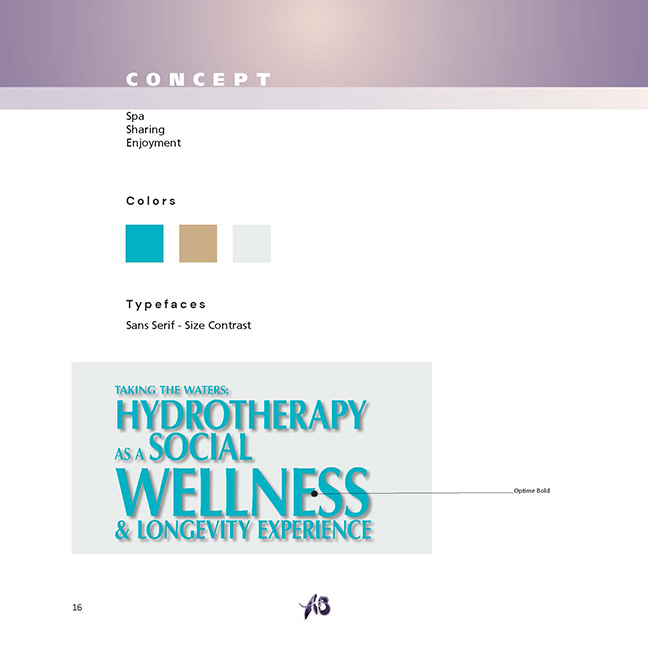 CONCEPT
Spa
Sharing
Enjoyment
Colors
Typefaces
Sans Serif - Size Contrast
TAKING THE WATERS:
HYDROTHERAPY
AS A SOCIAL
WELLNESS
& LONGEVITY EXPERIENCE
Optime Bold
16
AB